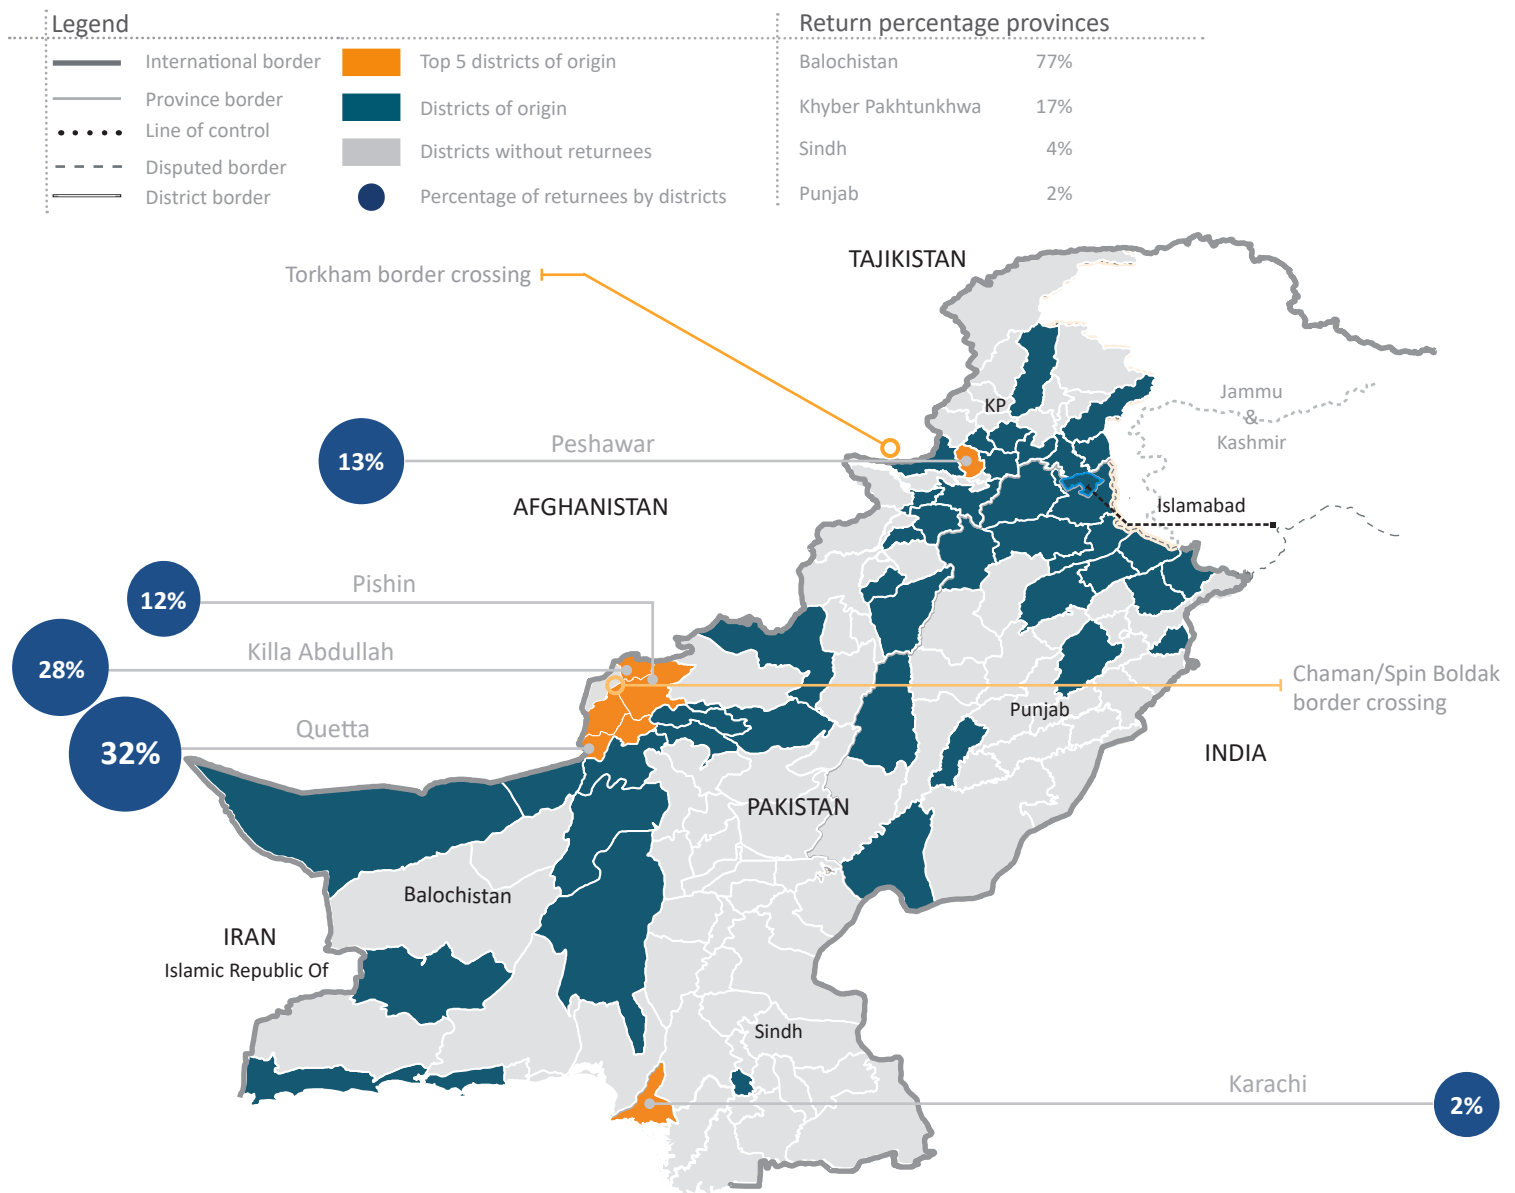 Legend
International border
Province border
Line of control
Disputed border
District border
Top 5 districts of origin
Districts of origin
Districts without returnees
Percentage of returnees by districts
Return percentage provinces
Balochistan 77%
Khyber Pakhtunkhwa 17%
Sindh 4%
Punjab 2%
TAJIKISTAN
Torkham border crossing
Jammu
&
Kashmir
KP
Peshawar
13%
AFGHANISTAN
Islamabad
Pishin
12%
Killa Abdullah
28%
Chaman/Spin Boldak
border crossing
Punjab
Quetta
32%
INDIA
PAKISTAN
Balochistan
IRAN
Islamic Republic Of
Sindh
Karachi
2%